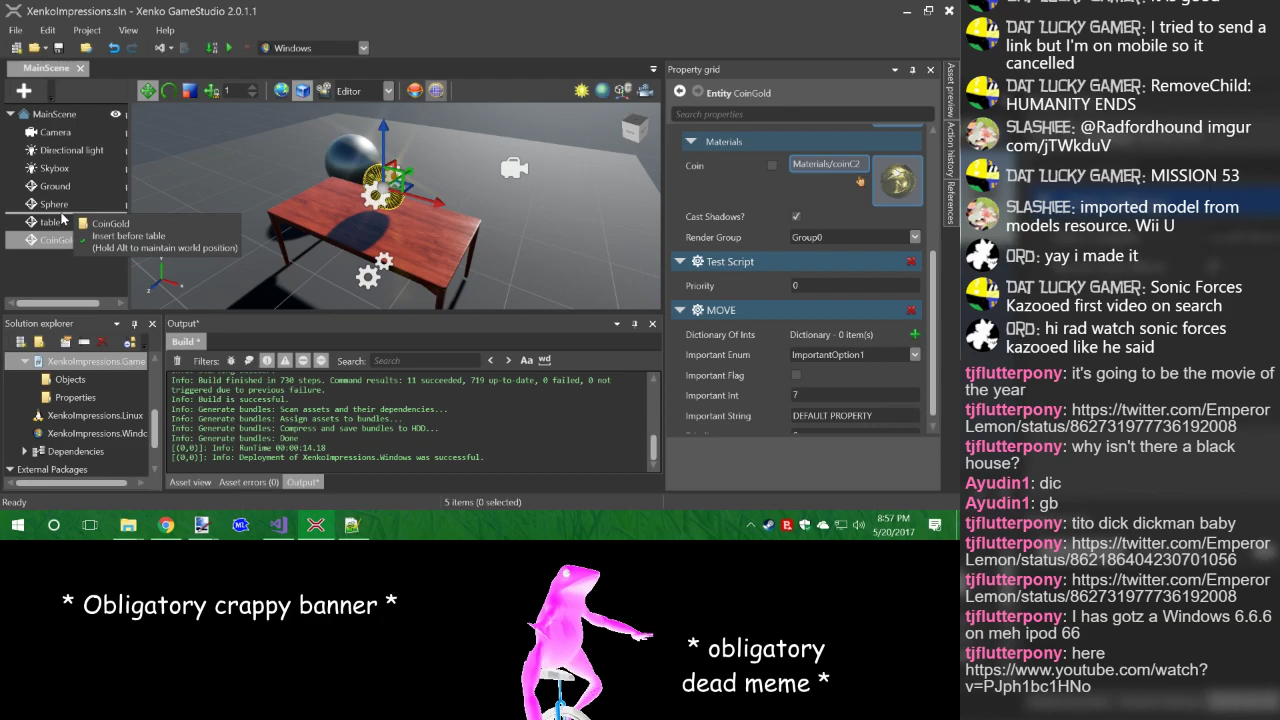 XenkoImpressions.sln - Xenko GameStudio 2.0.1.1
File Edit Project View Help
Windows
MainScene
1
Editor
MainScene
Camera
Directional light
Skybox
Ground
Sphere
table
CoinGol
CoinGold
Insert before table
(Hold Alt to maintain world position)
Property grid
Entity CoinGold
Search properties
Materials
Coin
Materials/coinC2
Cast Shadows?
Render Group
Group0
Test Script
Priority
0
MOVE
Dictionary Of Ints
Dictionary - 0 item(s)
Important Enum
ImportantOption1
Important Flag
Important Int
7
Important String
DEFAULT PROPERTY
Asset preview
Action history
References
Solution explorer
XenkoImpressions.Game
Objects
Properties
XenkoImpressions.Linux
XenkoImpressions.Windc
Dependencies
External Packages
Output*
Build *
Filters:
Search:
Search
Aa wd
Info: Build finished in 730 steps. Command results: 11 succeeded, 719 up-to-date, 0 failed, 0 not
triggered due to previous failure.
Info: Build is successful.
Info: Generate bundles: Scan assets and their dependencies...
Info: Generate bundles: Assign assets to bundles...
Info: Generate bundles: Compress and save bundles to HDD...
Info: Generate bundles: Done
[(0,0)]: Info: RunTime 00:00:14.18
[(0,0)]: Info: Deployment of XenkoImpressions.Windows was successful.
Asset view Asset errors (0) Output*
Ready
5 items (0 selected)
8:57 PM
5/20/2017
* Obligatory crappy banner *
* obligatory
dead meme *
DAT LUCKY GAMER: I tried to send a
link but I'm on mobile so it
cancelled
DAT LUCKY GAMER: RemoveChild:
HUMANITY ENDS
SLASHIEE: @Radfordhound imgur
com/jTWkduV
DAT LUCKY GAMER: MISSION 53
SLASHIEE: imported model from
models resource. Wii U
ORD: yay i made it
DAT LUCKY GAMER: Sonic Forces
Kazooed first video on search
ORD: hi rad watch sonic forces
kazooed like he said
tjflutterpony: it's going to be the movie of
the year
tjflutterpony: https://twitter.com/Emperor
Lemon/status/862731977736192008
tjflutterpony: why isn't there a black
house?
Ayudin1: dic
Ayudin1: gb
tjflutterpony: tito dick dickman baby
tjflutterpony: https://twitter.com/Emperor
Lemon/status/862186404230701056
tjflutterpony: https://twitter.com/Emperor
Lemon/status/862731977736192008
tjflutterpony: I has gotz a Windows 6.6.6
on meh ipod 66
tjflutterpony: here
https://www.youtube.com/watch?
v=PJph1bc1HNo